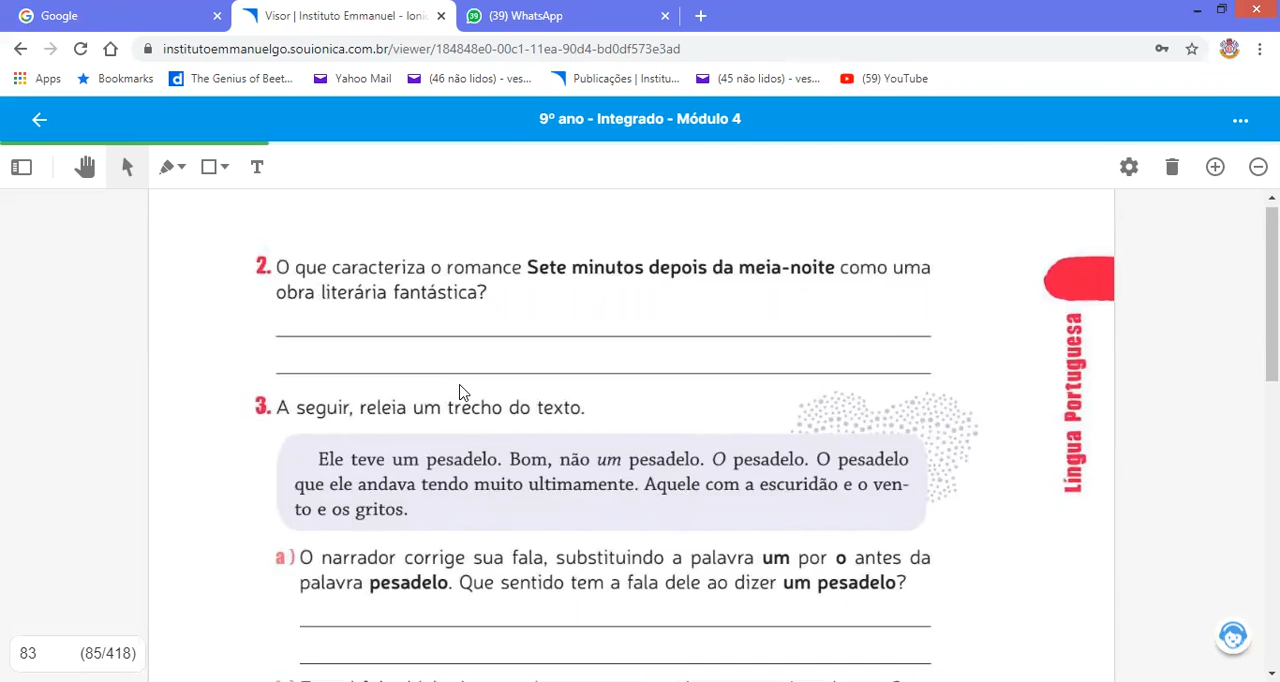 Google
Visor | Instituto Emmanuel - Ionic
(39) WhatsApp
institutoemmanuelgo.souionica.com.br/viewer/184848e0-00c1-11ea-90d4-bd0df573e3ad
Apps
Bookmarks
The Genius of Beet...
Yahoo Mail
(46 não lidos) - ves...
Publicações | Institu...
(45 não lidos) - ves...
(59) YouTube
9º ano - Integrado - Módulo 4
T
2. O que caracteriza o romance Sete minutos depois da meia-noite como uma
obra literária fantástica?
3. A seguir, releia um trecho do texto.
Ele teve um pesadelo. Bom, não um pesadelo. O pesadelo. O pesadelo
que ele andava tendo muito ultimamente. Aquele com a escuridão e o ven-
to e os gritos.
a) O narrador corrige sua fala, substituindo a palavra um por o antes da
palavra pesadelo. Que sentido tem a fala dele ao dizer um pesadelo?
Língua Portuguesa
83 (85/418)